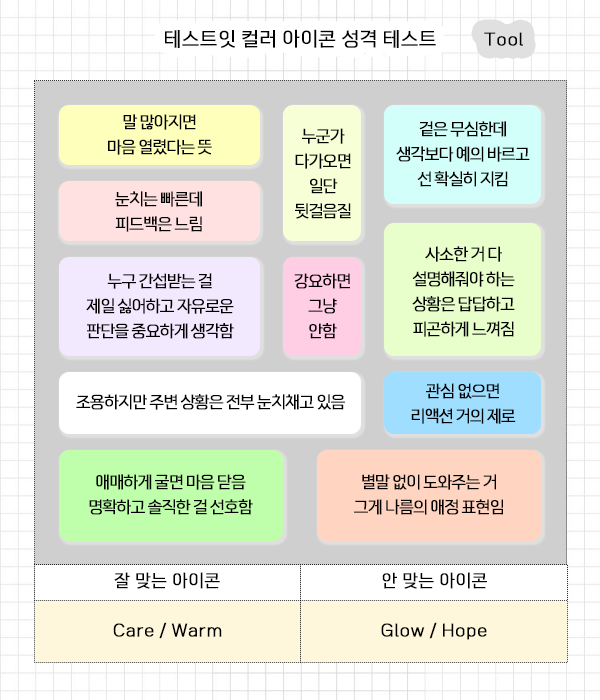 테스트잇 컬러 아이콘 성격 테스트
Tool
말 많아지면
마음 열렸다는 뜻
누군가
다가오면
일단
뒷걸음질
겉은 무심한데
생각보다 예의 바르고
선 확실히 지킴
눈치는 빠른데
피드백은 느림
사소한 거 다
설명해줘야 하는
상황은 답답하고
피곤하게 느껴짐
누구 간섭받는 걸
제일 싫어하고 자유로운
판단을 중요하게 생각함
강요하면
그냥
안함
조용하지만 주변 상황은 전부 눈치채고 있음
관심 없으면
리액션 거의 제로
애매하게 굴면 마음 닫음
명확하고 솔직한 걸 선호함
별말 없이 도와주는 거
그게 나름의 애정 표현임
잘 맞는 아이콘
안 맞는 아이콘
Care / Warm
Glow / Hope